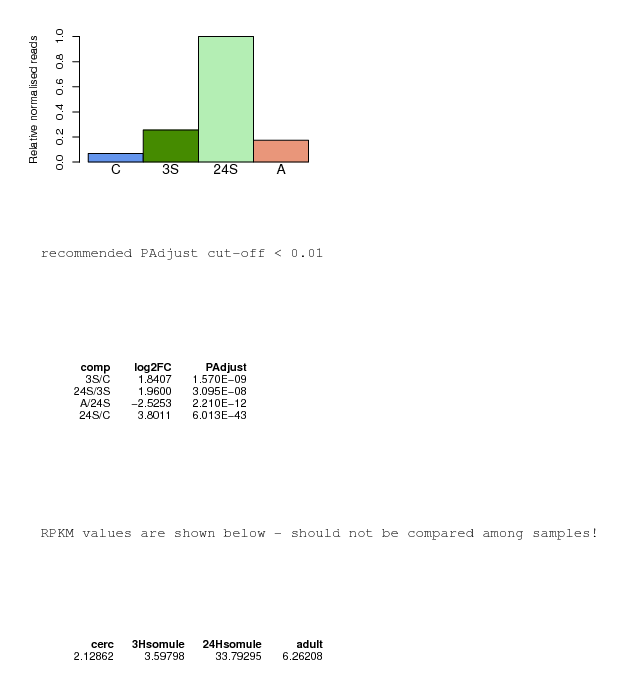 Relative normalised reads
1.0
0.8
0.6
0.4
0.2
0.0
C 3S 24S A
recommended PAdjust cut-off < 0.01
comp log2FC PAdjust
3S/C 1.8407 1.570E-09
24S/3S 1.9600 3.095E-08
A/24S -2.5253 2.210E-12
24S/C 3.8011 6.013E-43
RPKM values are shown below - should not be compared among samples!
cerc 3Hsomule 24Hsomule adult
2.12862 3.59798 33.79295 6.26208